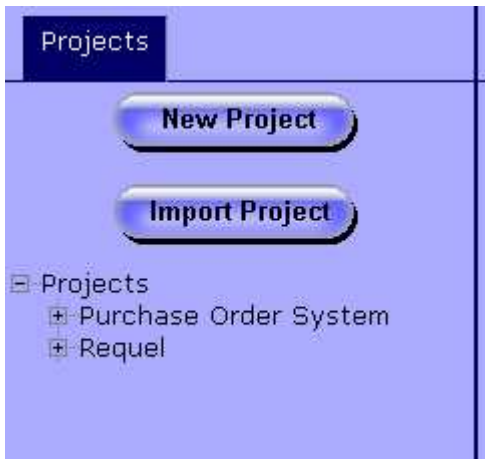 Projects
New Project
Import Project
Projects
Purchase Order System
Requel